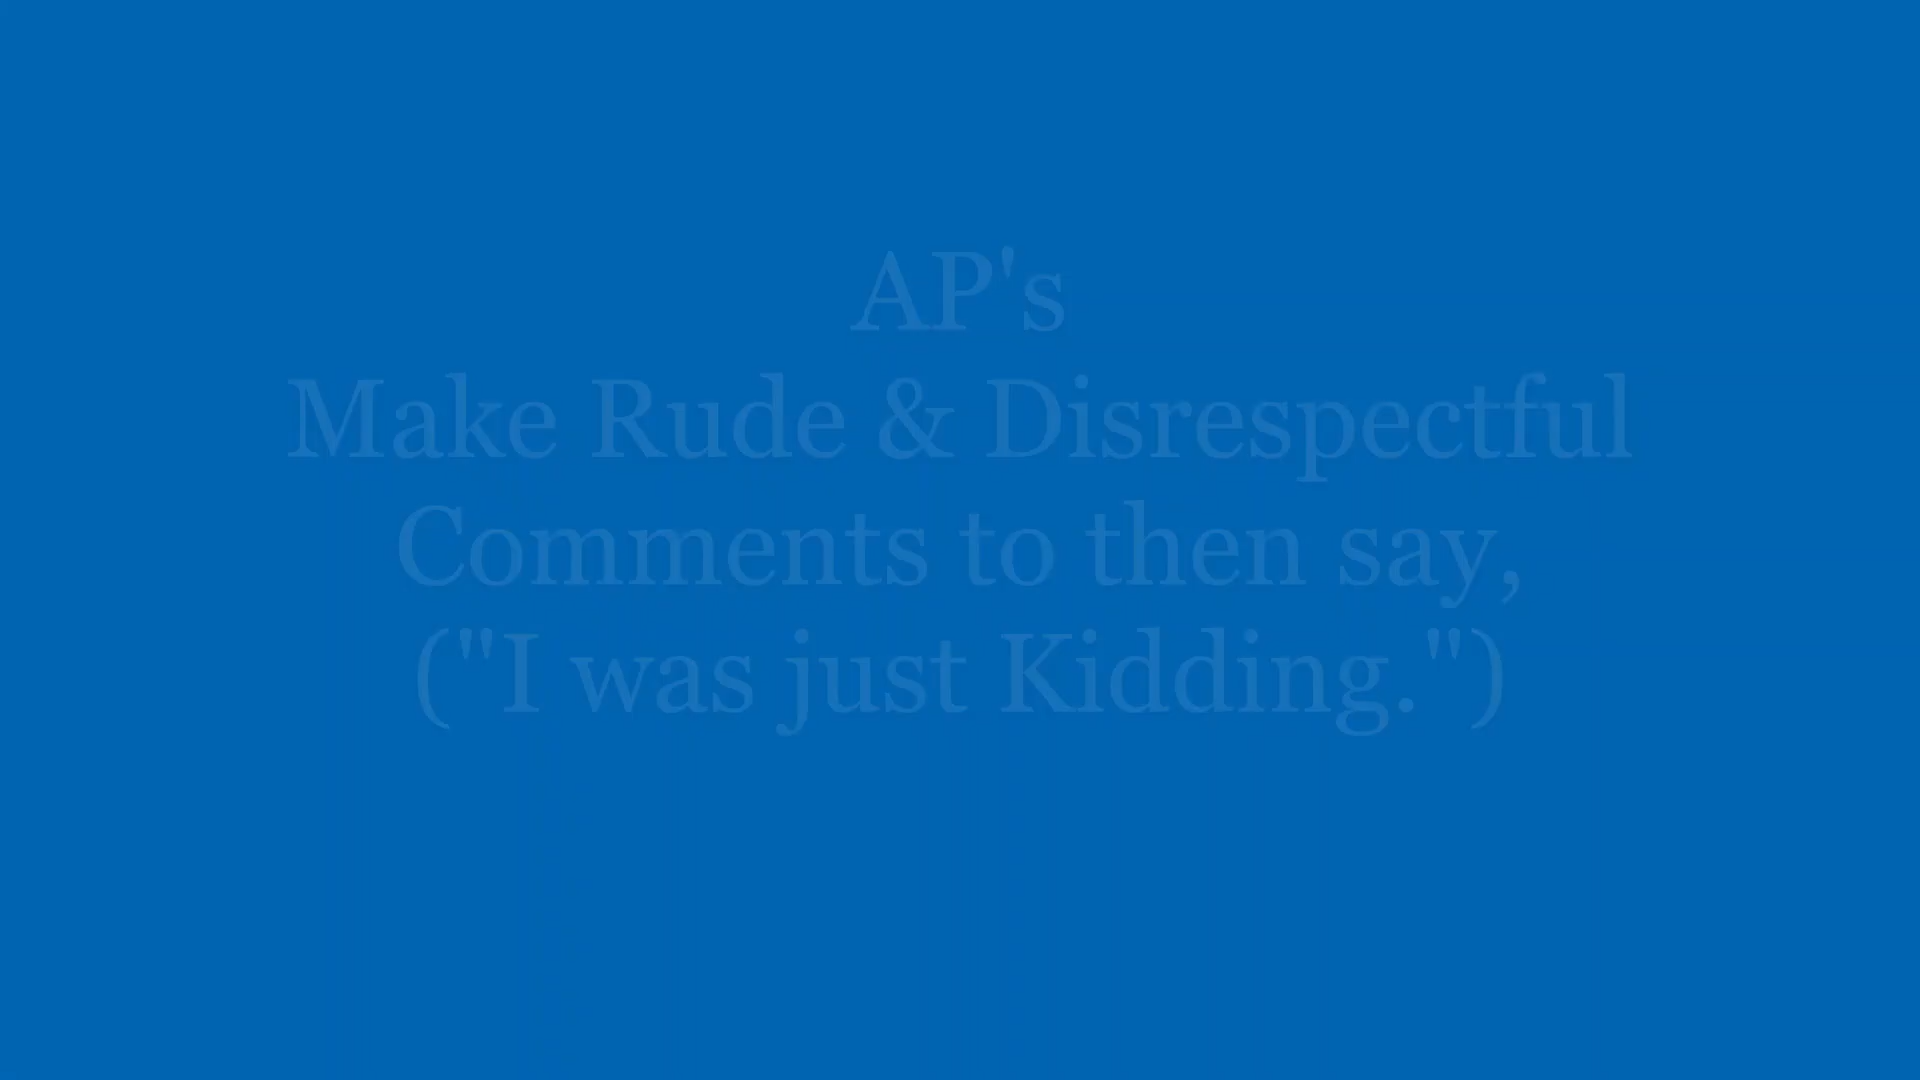 AP's
Make Rude & Disrespectful
Comments to then say,
("I was just Kidding.")